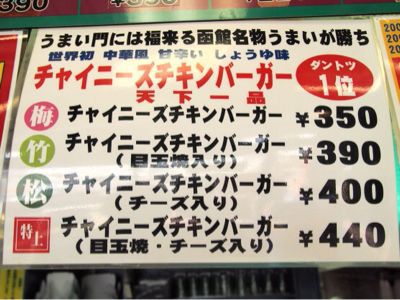 390
¥350
うまい門には福来る函館名物うまいが勝ち
世界初 中華風 甘辛い しょうゆ味
チャイニーズチキンバーガー
天下一品
ダントツ
1位
梅 チャイニーズチキンバーガー ¥350
竹 チャイニーズチキンバーガー ¥390
(目玉焼入り)
松 チャイニーズチキンバーガー ¥400
(チーズ入り)
特上 チャイニーズチキンバーガー ¥440
(目玉焼・チーズ入り)